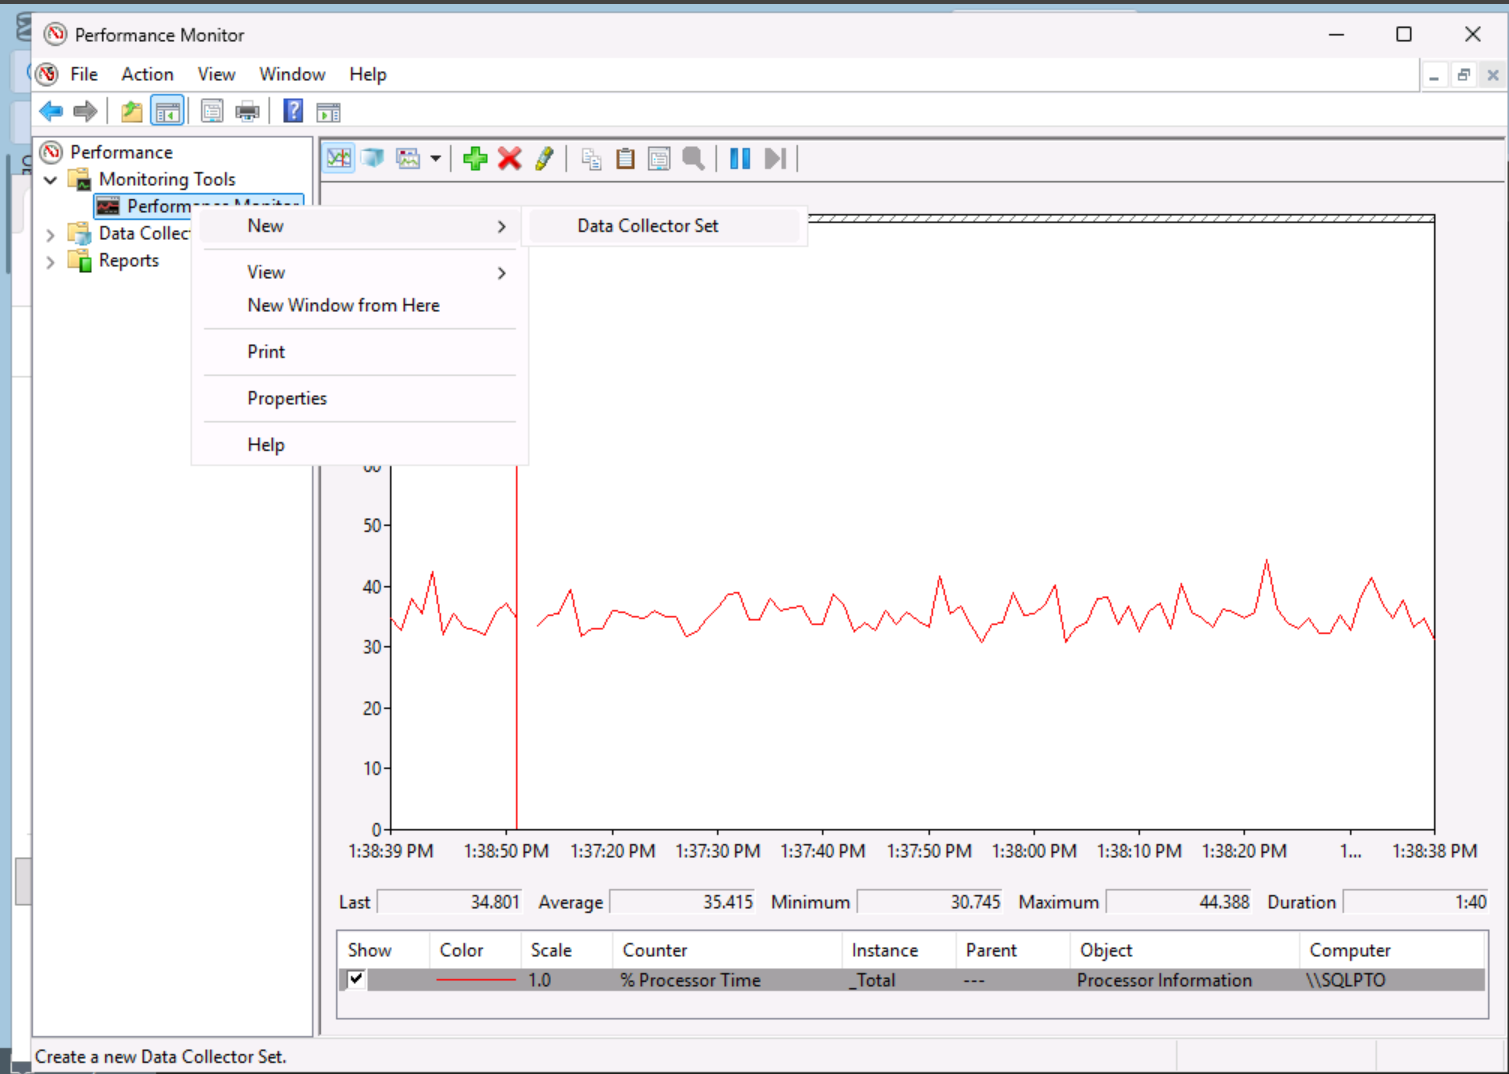 Performance Monitor
File Action View Window Help
Performance
Monitoring Tools
Performance Monitor
Data Collec
Reports
New
Data Collector Set
View
New Window from Here
Print
Properties
Help
60
50
40
30
20
10
0
1:38:39 PM 1:38:50 PM 1:37:20 PM 1:37:30 PM 1:37:40 PM 1:37:50 PM 1:38:00 PM 1:38:10 PM 1:38:20 PM 1... 1:38:38 PM
Last 34.801 Average 35.415 Minimum 30.745 Maximum 44.388 Duration 1:40
Show Color Scale Counter Instance Parent Object Computer
1.0 % Processor Time _Total --- Processor Information \\SQLPTO
Create a new Data Collector Set.